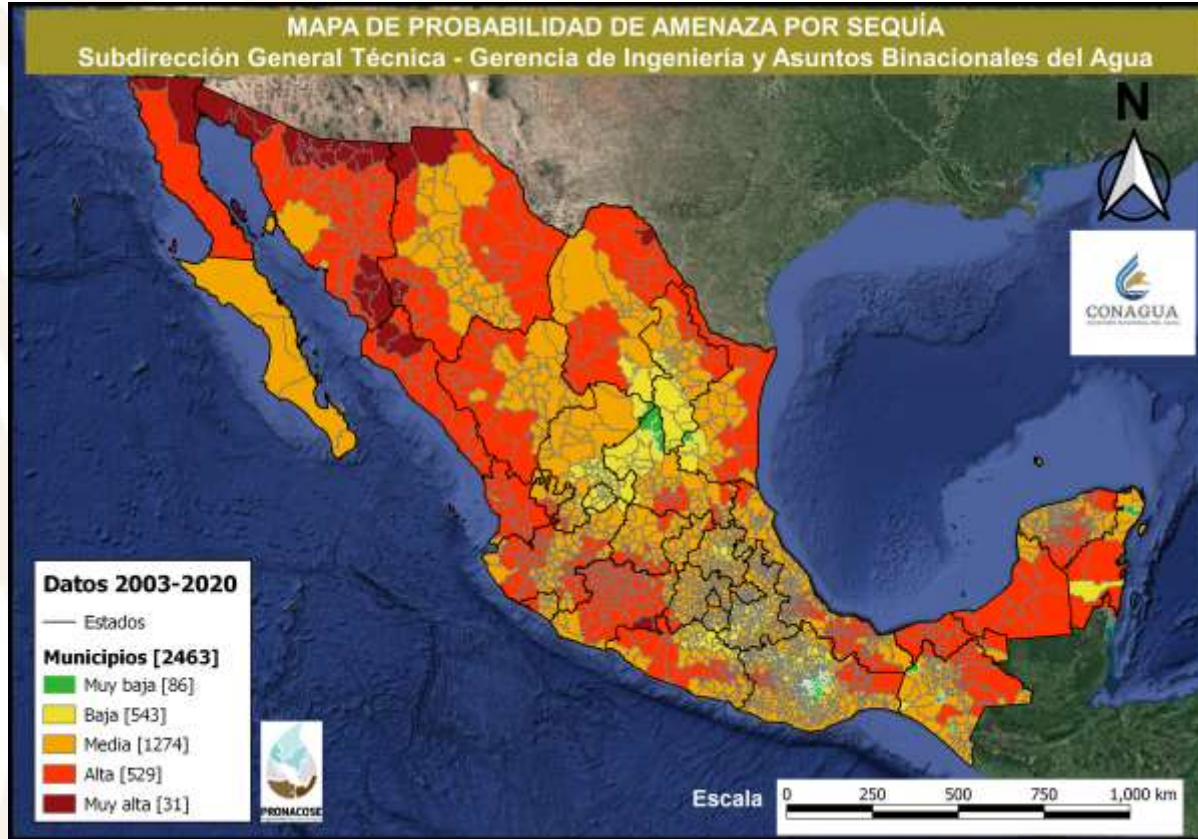 MAPA DE PROBABILIDAD DE AMENAZA POR SEQUÍA
Subdirección General Técnica - Gerencia de Ingeniería y Asuntos Binacionales del Agua
N
CONAGUA
Datos 2003-2020
Estados
Municipios [2463]
Muy baja [86]
Baja [543]
Media [1274]
Alta [529]
Muy alta [31]
PRONACOSE
Escala 0 250 500 750 1,000 km